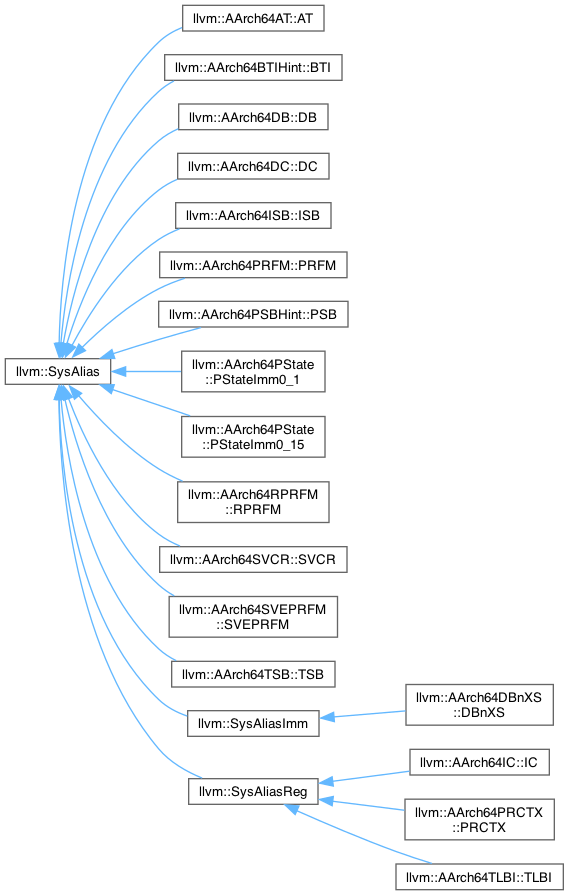 llvm::AArch64AT::AT
llvm::AArch64BTIHint::BTI
llvm::AArch64DB::DB
llvm::AArch64DC::DC
llvm::AArch64ISB::ISB
llvm::AArch64PRFM::PRFM
llvm::AArch64PSBHint::PSB
llvm::SysAlias
llvm::AArch64PState
::PStateImm0_1
llvm::AArch64PState
::PStateImm0_15
llvm::AArch64RPRFM
::RPRFM
llvm::AArch64SVCR::SVCR
llvm::AArch64SVEPRFM
::SVEPRFM
llvm::AArch64TSB::TSB
llvm::SysAliasImm
llvm::AArch64DBnXS
::DBnXS
llvm::SysAliasReg
llvm::AArch64IC::IC
llvm::AArch64PRCTX
::PRCTX
llvm::AArch64TLBI::TLBI